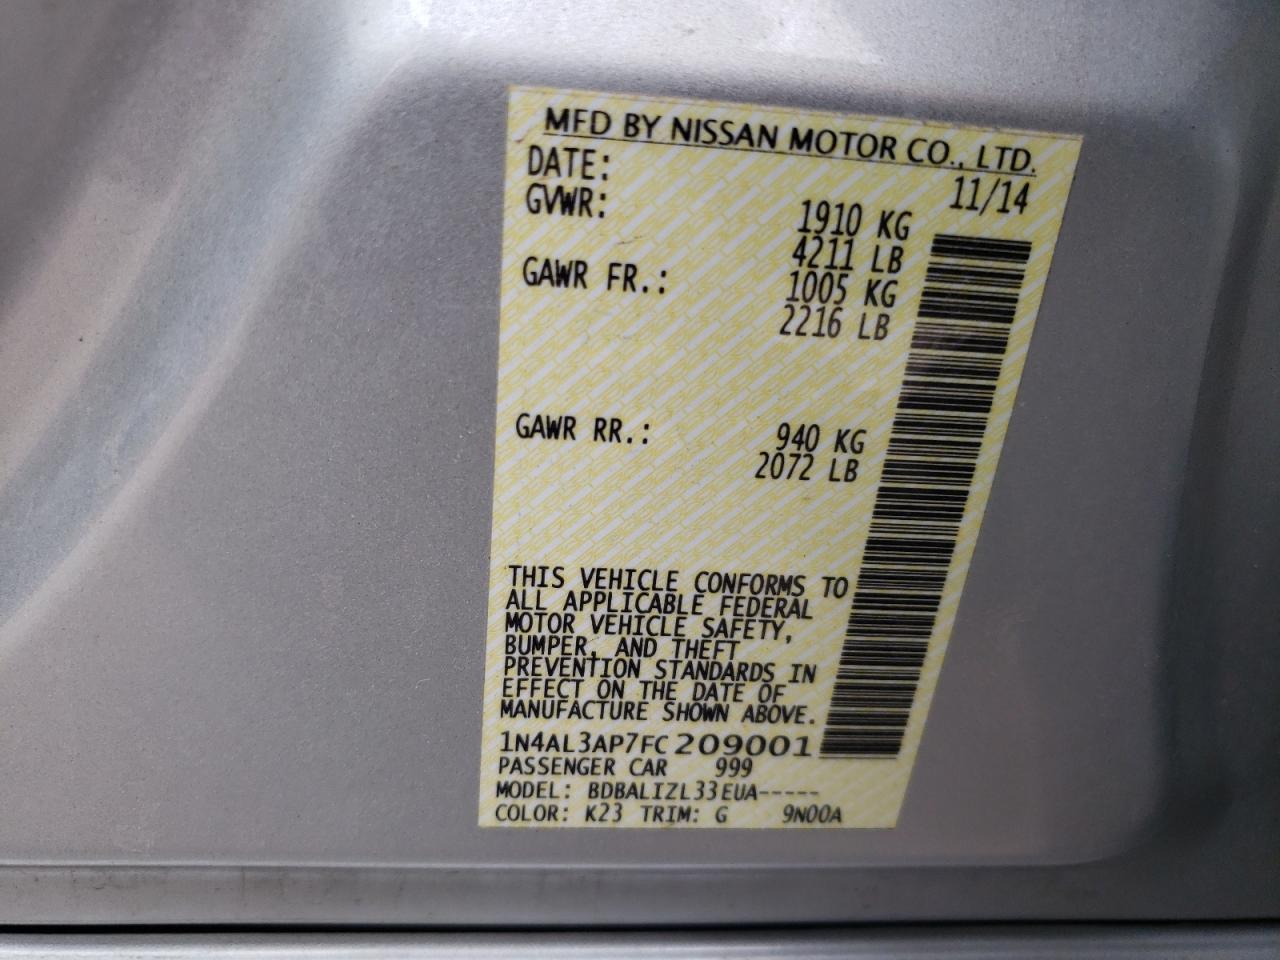 MFD BY NISSAN MOTOR CO., LTD.
DATE: 11/14
GVWR: 1910 KG
4211 LB
GAWR FR.: 1005 KG
2216 LB
GAWR RR.: 940 KG
2072 LB
THIS VEHICLE CONFORMS TO
ALL APPLICABLE FEDERAL
MOTOR VEHICLE SAFETY,
BUMPER, AND THEFT
PREVENTION STANDARDS IN
EFFECT ON THE DATE OF
MANUFACTURE SHOWN ABOVE.
1N4AL3AP7FC209001
PASSENGER CAR 999
MODEL: BDBALIZL33EUA-----
COLOR: K23 TRIM: G 9N00A